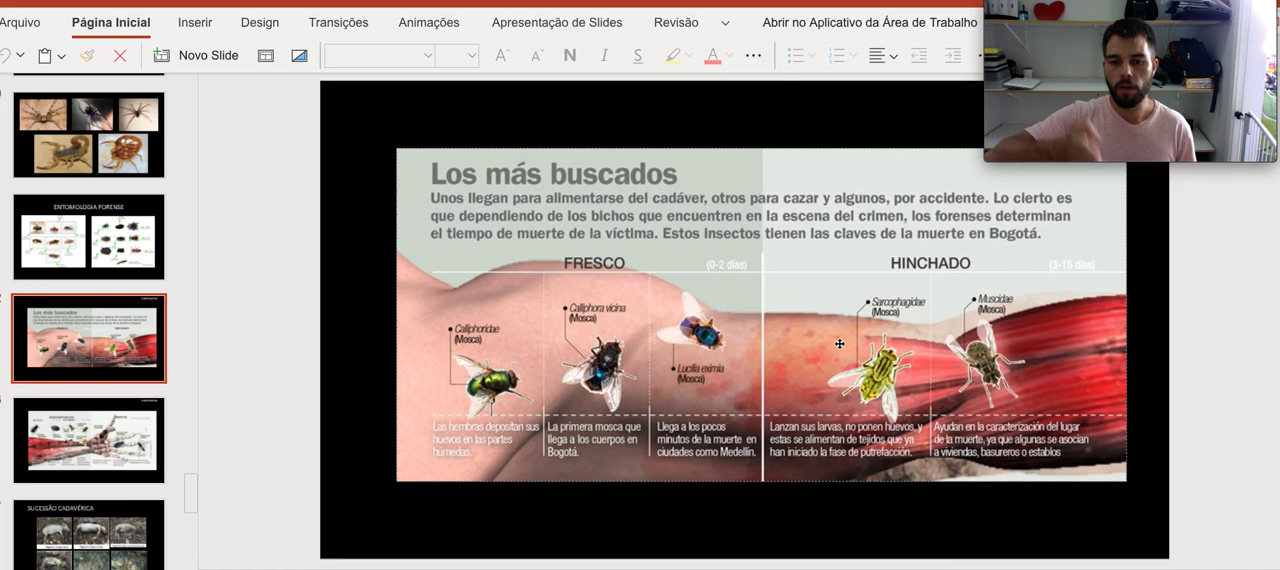 Arquivo
Página Inicial
Inserir
Design
Transições
Animações
Apresentação de Slides
Revisão
Abrir no Aplicativo da Área de Trabalho
Novo Slide
N
I
S
A
ENTOMOLOGIA FORENSE
Los más buscados
SUCESSÃO CADAVÉRICA
Los más buscados
Unos llegan para alimentarse del cadáver, otros para cazar y algunos, por accidente. Lo cierto es
que dependiendo de los bichos que encuentren en la escena del crimen, los forenses determinan
el tiempo de muerte de la víctima. Estos insectos tienen las claves de la muerte en Bogotá.
FRESCO
(0-2 días)
HINCHADO
(3-15 días)
Calliphoridae
(Mosca)
Calliphora vicina
(Mosca)
Lucilia eximia
(Mosca)
Sarcophagidae
(Mosca)
Muscidae
(Mosca)
Las hembras depositan sus
huevos en las partes
húmedas.
La primera mosca que
llega a los cuerpos en
Bogotá.
Llega a los pocos
minutos de la muerte en
ciudades como Medellín.
Lanzan sus larvas, no ponen huevos, y
estas se alimentan de tejidos que ya
han iniciado la fase de putrefacción.
Ayudan en la caracterización del lugar
de la muerte, ya que algunas se asocian
a viviendas, basureros o establos